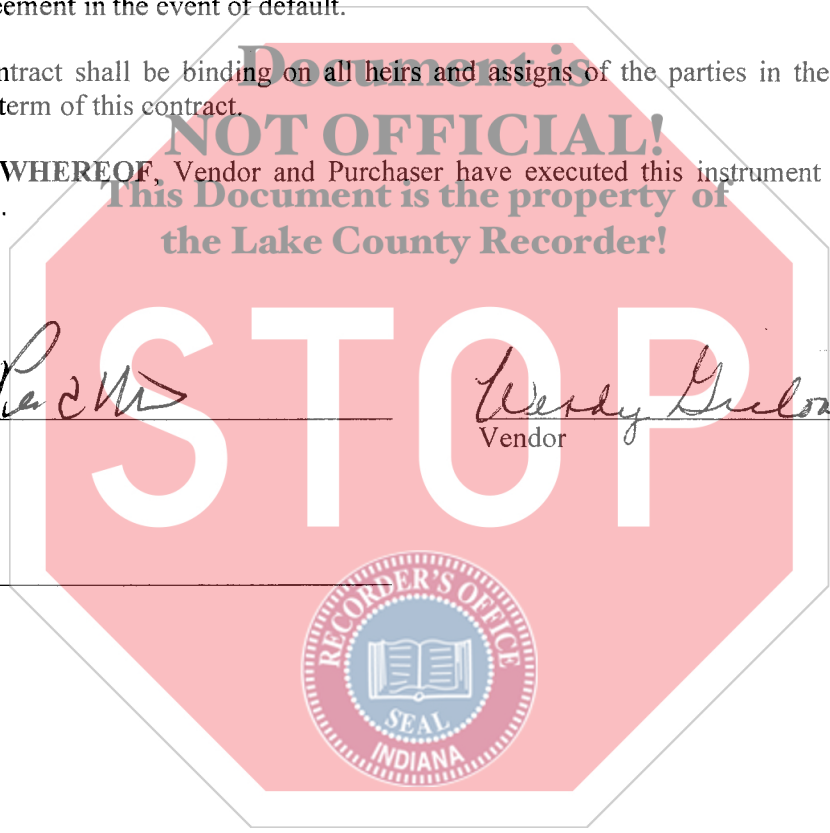 eement in the event of default.
Document is
ntract shall be binding on all heirs and assigns of the parties in the
term of this contract.
NOT OFFICIAL!
WHEREOF, Vendor and Purchaser have executed this instrument
This Document is the property of
.
the Lake County Recorder!
STOP
Wendy
Vendor
RECORDER'S OFFICE
SEAL
INDIANA